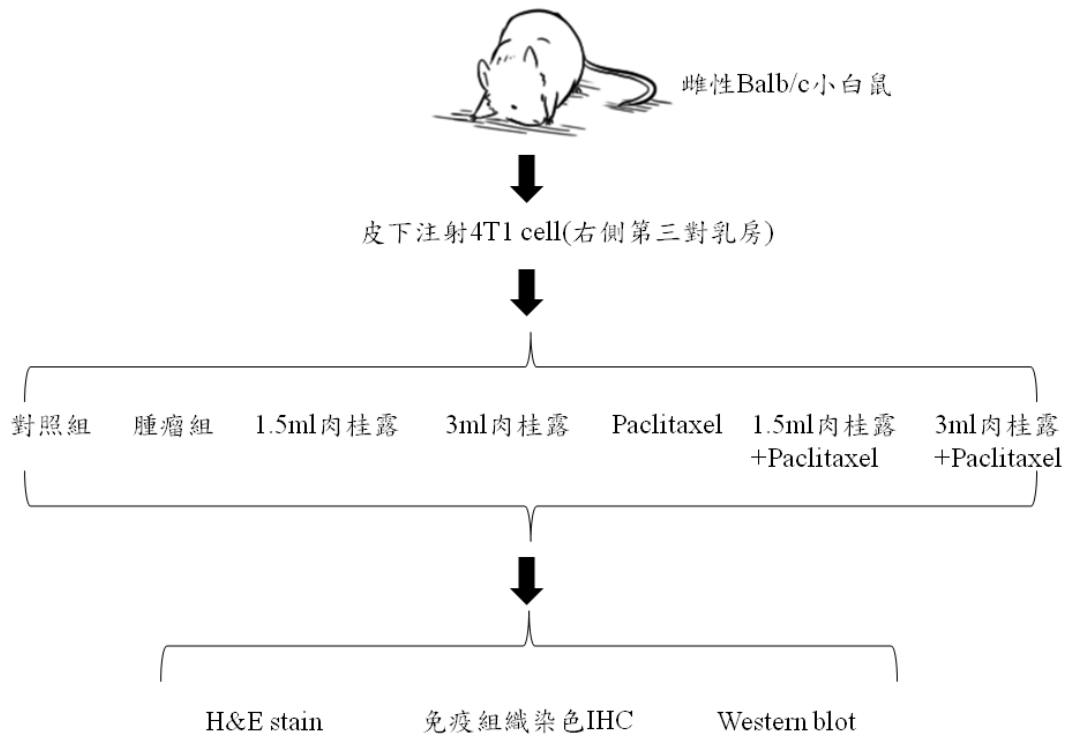 雌性Balb/c小白鼠
皮下注射4T1 cell(右側第三對乳房)
對照組
腫瘤組
1.5ml肉桂露
3ml肉桂露
Paclitaxel
1.5ml肉桂露
+Paclitaxel
3ml肉桂露
+Paclitaxel
H&E stain
免疫組織染色IHC
Western blot